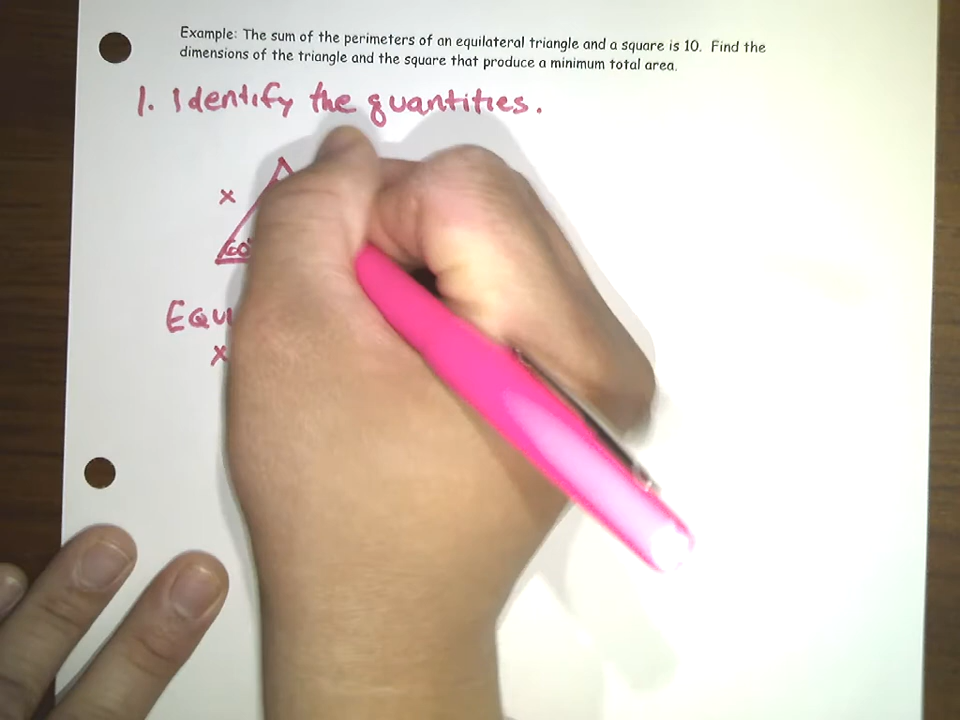 Example: The sum of the perimeters of an equilateral triangle and a square is 10. Find the
dimensions of the triangle and the square that produce a minimum total area.
1. Identify the quantities.
x
60°
x